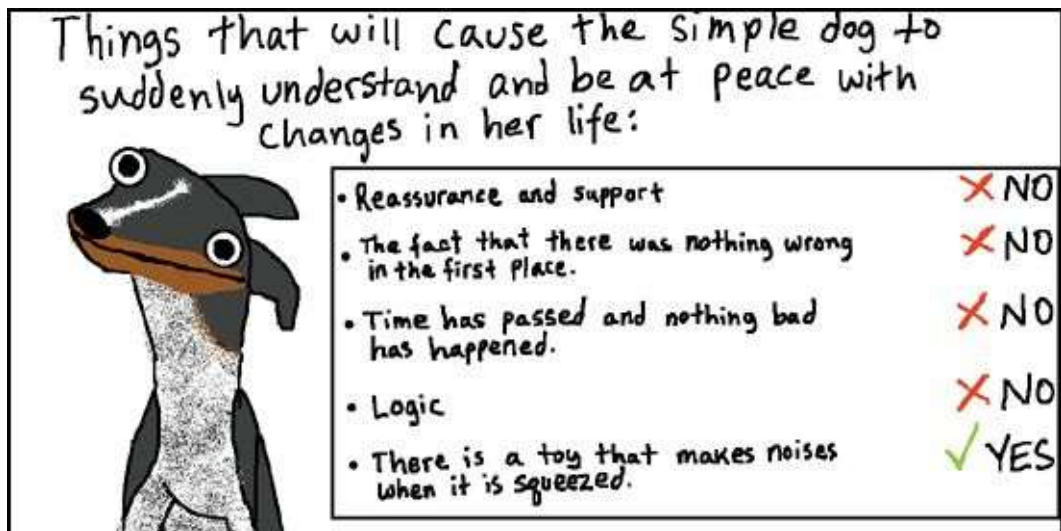 Things that will cause the simple dog to
suddenly understand and be at peace with
changes in her life:
• Reassurance and support ✗ NO
• The fact that there was nothing wrong ✗ NO
in the first place.
• Time has passed and nothing bad ✗ NO
has happened.
• Logic ✗ NO
• There is a toy that makes noises ✓ YES
when it is squeezed.